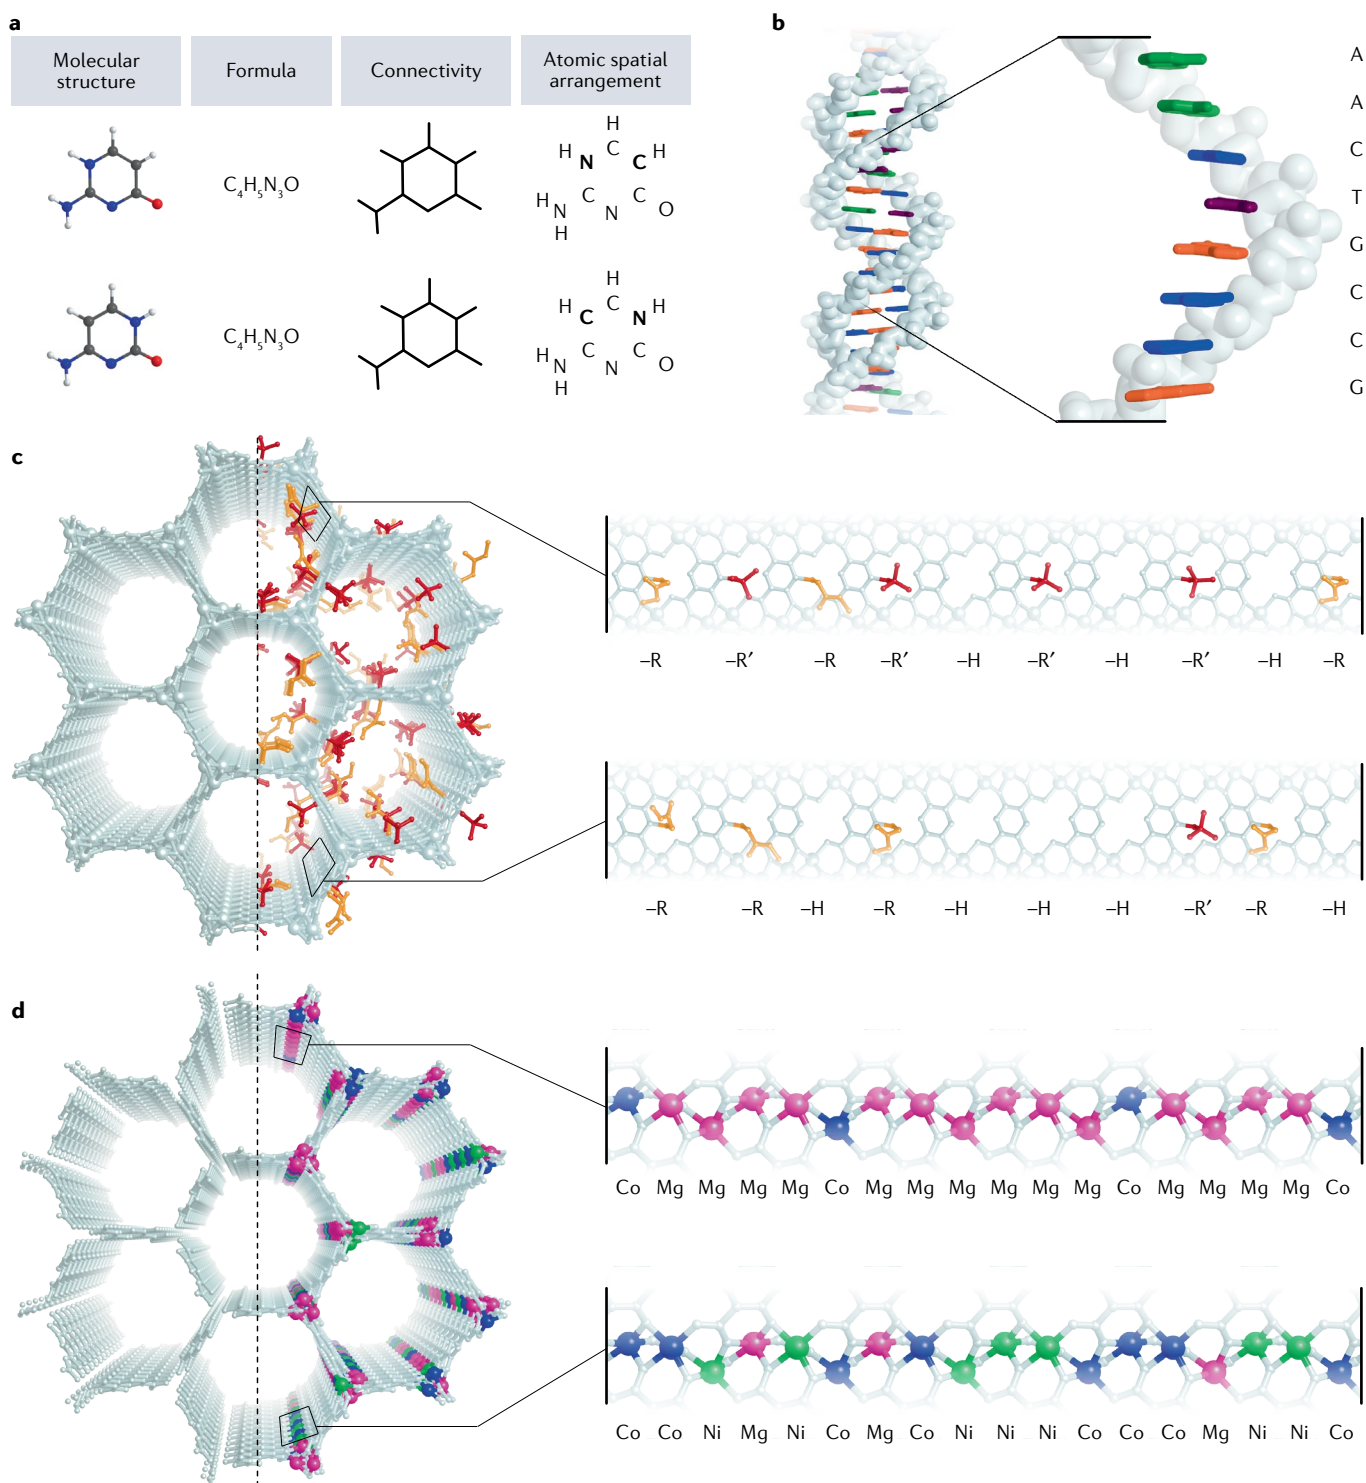 a
Molecular structure
Formula
Connectivity
Atomic spatial arrangement
C₄H₅N₃O
H
H N C C H
H N C N C O
H
C₄H₅N₃O
H
H C C N H
H N C N C O
H
b
A
A
C
T
G
C
C
G
c
–R –R′ –R –R′ –H –R′ –H –R′ –H –R
–R –R –H –R –H –H –H –R′ –R –H
d
Co Mg Mg Mg Mg Co Mg Mg Mg Mg Mg Mg Co Mg Mg Mg Mg Co
Co Co Ni Mg Ni Co Mg Co Ni Ni Ni Co Co Co Mg Ni Ni Co